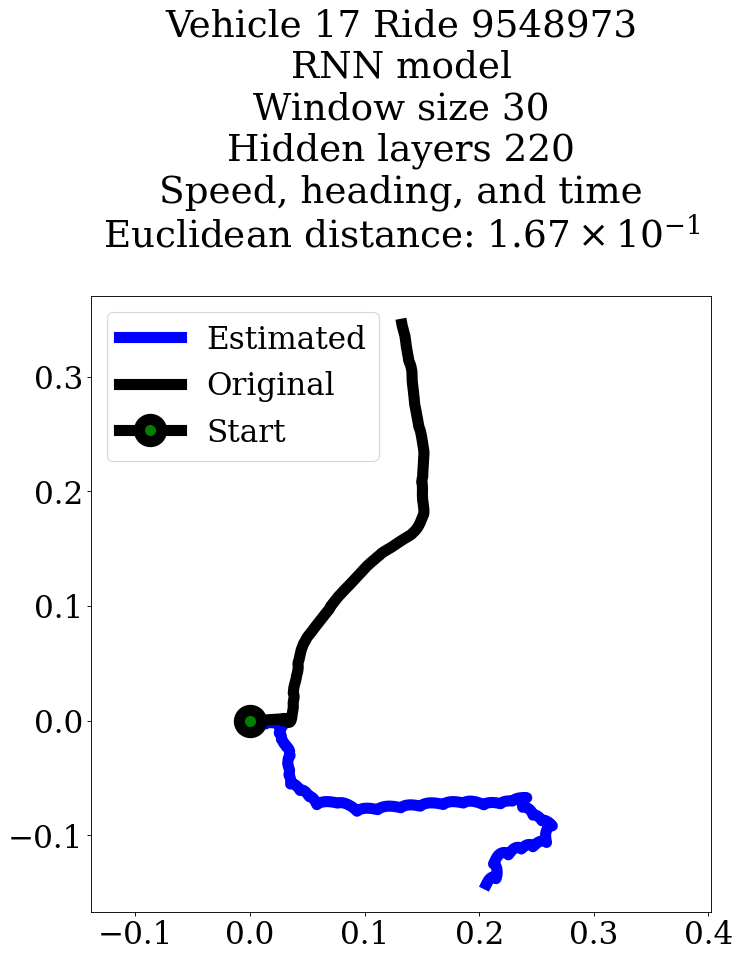 Vehicle 17 Ride 9548973
RNN model
Window size 30
Hidden layers 220
Speed, heading, and time
Euclidean distance: 1.67 × 10⁻¹
Estimated
Original
Start
0.3
0.2
0.1
0.0
−0.1
−0.1 0.0 0.1 0.2 0.3 0.4